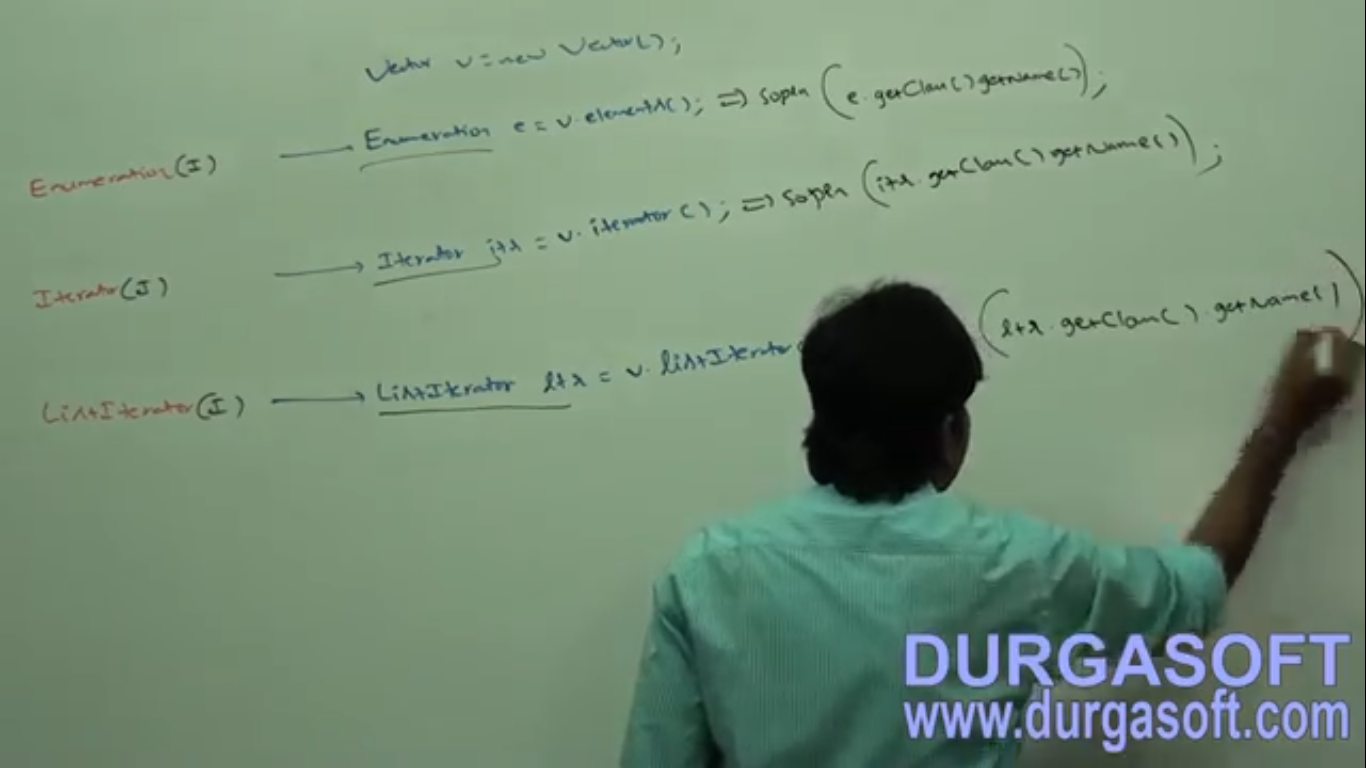 Vector v = new Vector();
Enumeration(I) → Enumeration e = v.elements(); => Sopln (e.getClass().getName());
Iterator(I) → Iterator itr = v.iterator(); => Sopln (itr.getClass().getName());
ListIterator(I) → ListIterator ltr = v.listIterator( (ltr.getClass().getName())
DURGASOFT
www.durgasoft.com